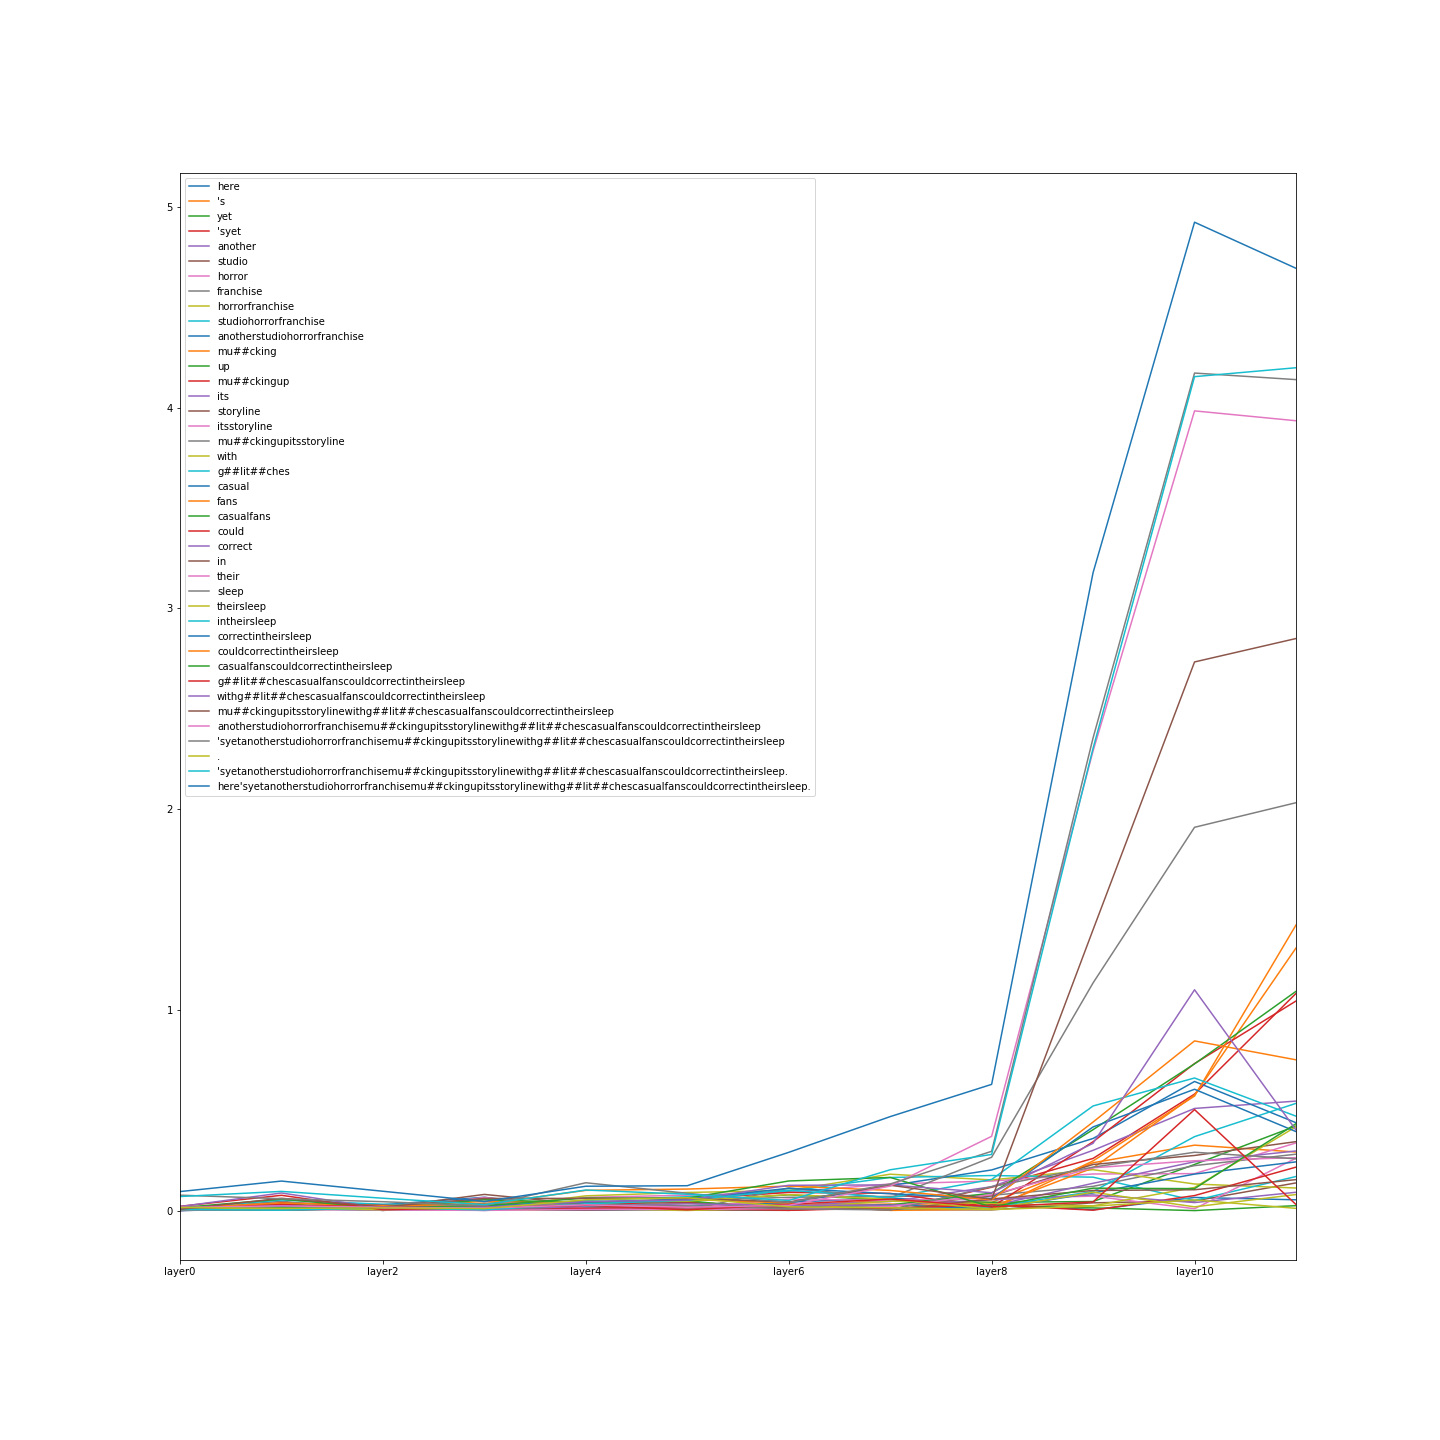 5
4
3
2
1
0
here
's
yet
'syet
another
studio
horror
franchise
horrorfranchise
studiohorrorfranchise
anotherstudiohorrorfranchise
mu##cking
up
mu##ckingup
its
storyline
itsstoryline
mu##ckingupitsstoryline
with
g##lit##ches
casual
fans
casualfans
could
correct
in
their
sleep
theirsleep
intheirsleep
correctintheirsleep
couldcorrectintheirsleep
casualfanscouldcorrectintheirsleep
g##lit##chescasualfanscouldcorrectintheirsleep
withg##lit##chescasualfanscouldcorrectintheirsleep
mu##ckingupitsstorylinewithg##lit##chescasualfanscouldcorrectintheirsleep
anotherstudiohorrorfranchisemu##ckingupitsstorylinewithg##lit##chescasualfanscouldcorrectintheirsleep
'syetanotherstudiohorrorfranchisemu##ckingupitsstorylinewithg##lit##chescasualfanscouldcorrectintheirsleep
.
'syetanotherstudiohorrorfranchisemu##ckingupitsstorylinewithg##lit##chescasualfanscouldcorrectintheirsleep.
here'syetanotherstudiohorrorfranchisemu##ckingupitsstorylinewithg##lit##chescasualfanscouldcorrectintheirsleep.
layer0 layer2 layer4 layer6 layer8 layer10